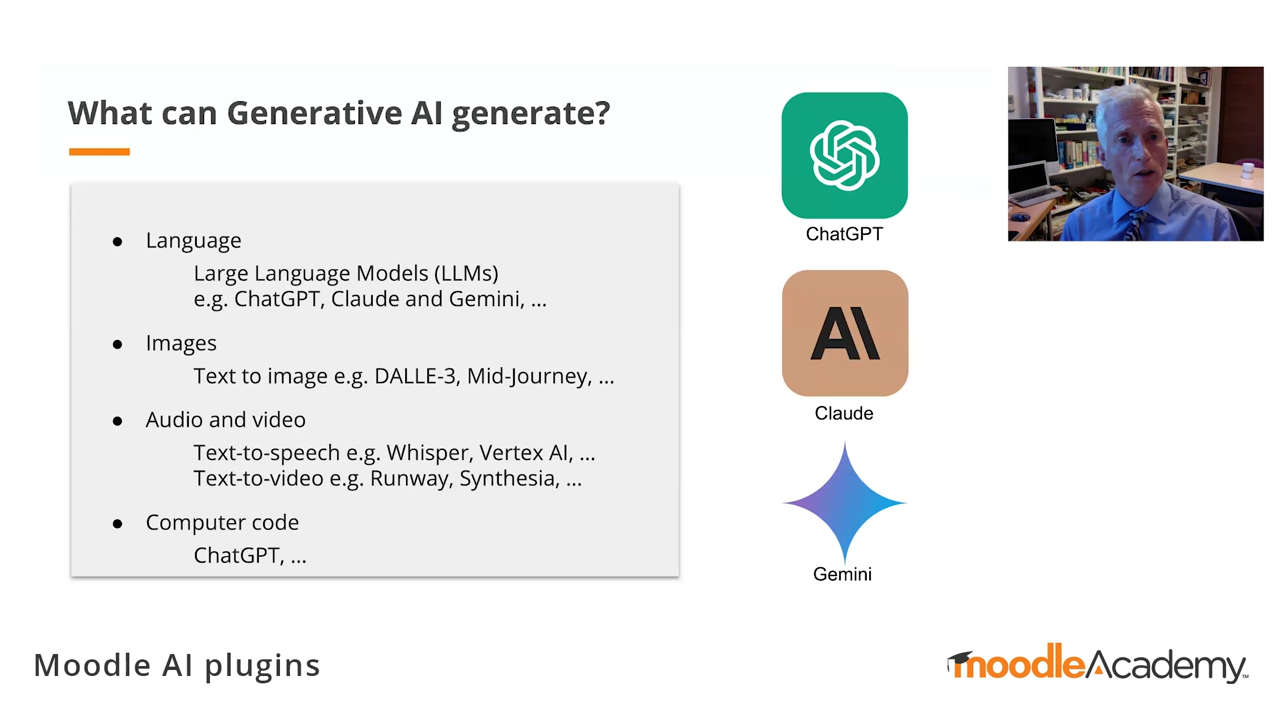 What can Generative AI generate?
● Language
Large Language Models (LLMs)
e.g. ChatGPT, Claude and Gemini, ...
● Images
Text to image e.g. DALLE-3, Mid-Journey, ...
● Audio and video
Text-to-speech e.g. Whisper, Vertex AI, ...
Text-to-video e.g. Runway, Synthesia, ...
● Computer code
ChatGPT, ...
ChatGPT
A\
Claude
Gemini
Moodle AI plugins
moodleAcademy™